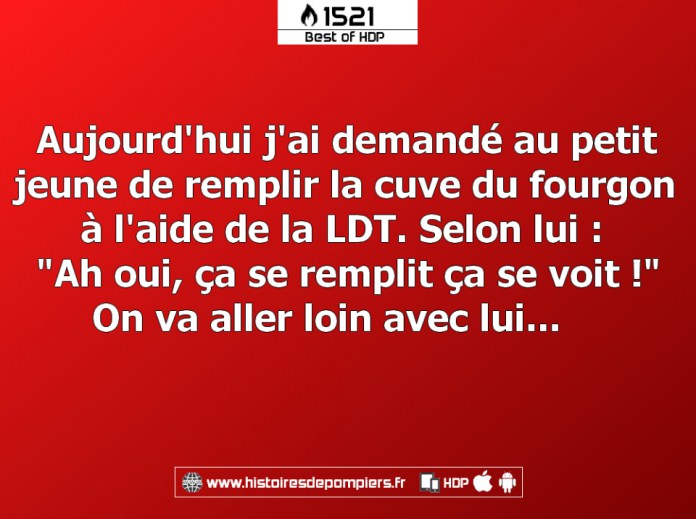 1521
Best of HDP
Aujourd'hui j'ai demandé au petit
jeune de remplir la cuve du fourgon
à l'aide de la LDT. Selon lui :
"Ah oui, ça se remplit ça se voit !"
On va aller loin avec lui...
www.histoiresdepompiers.fr HDP